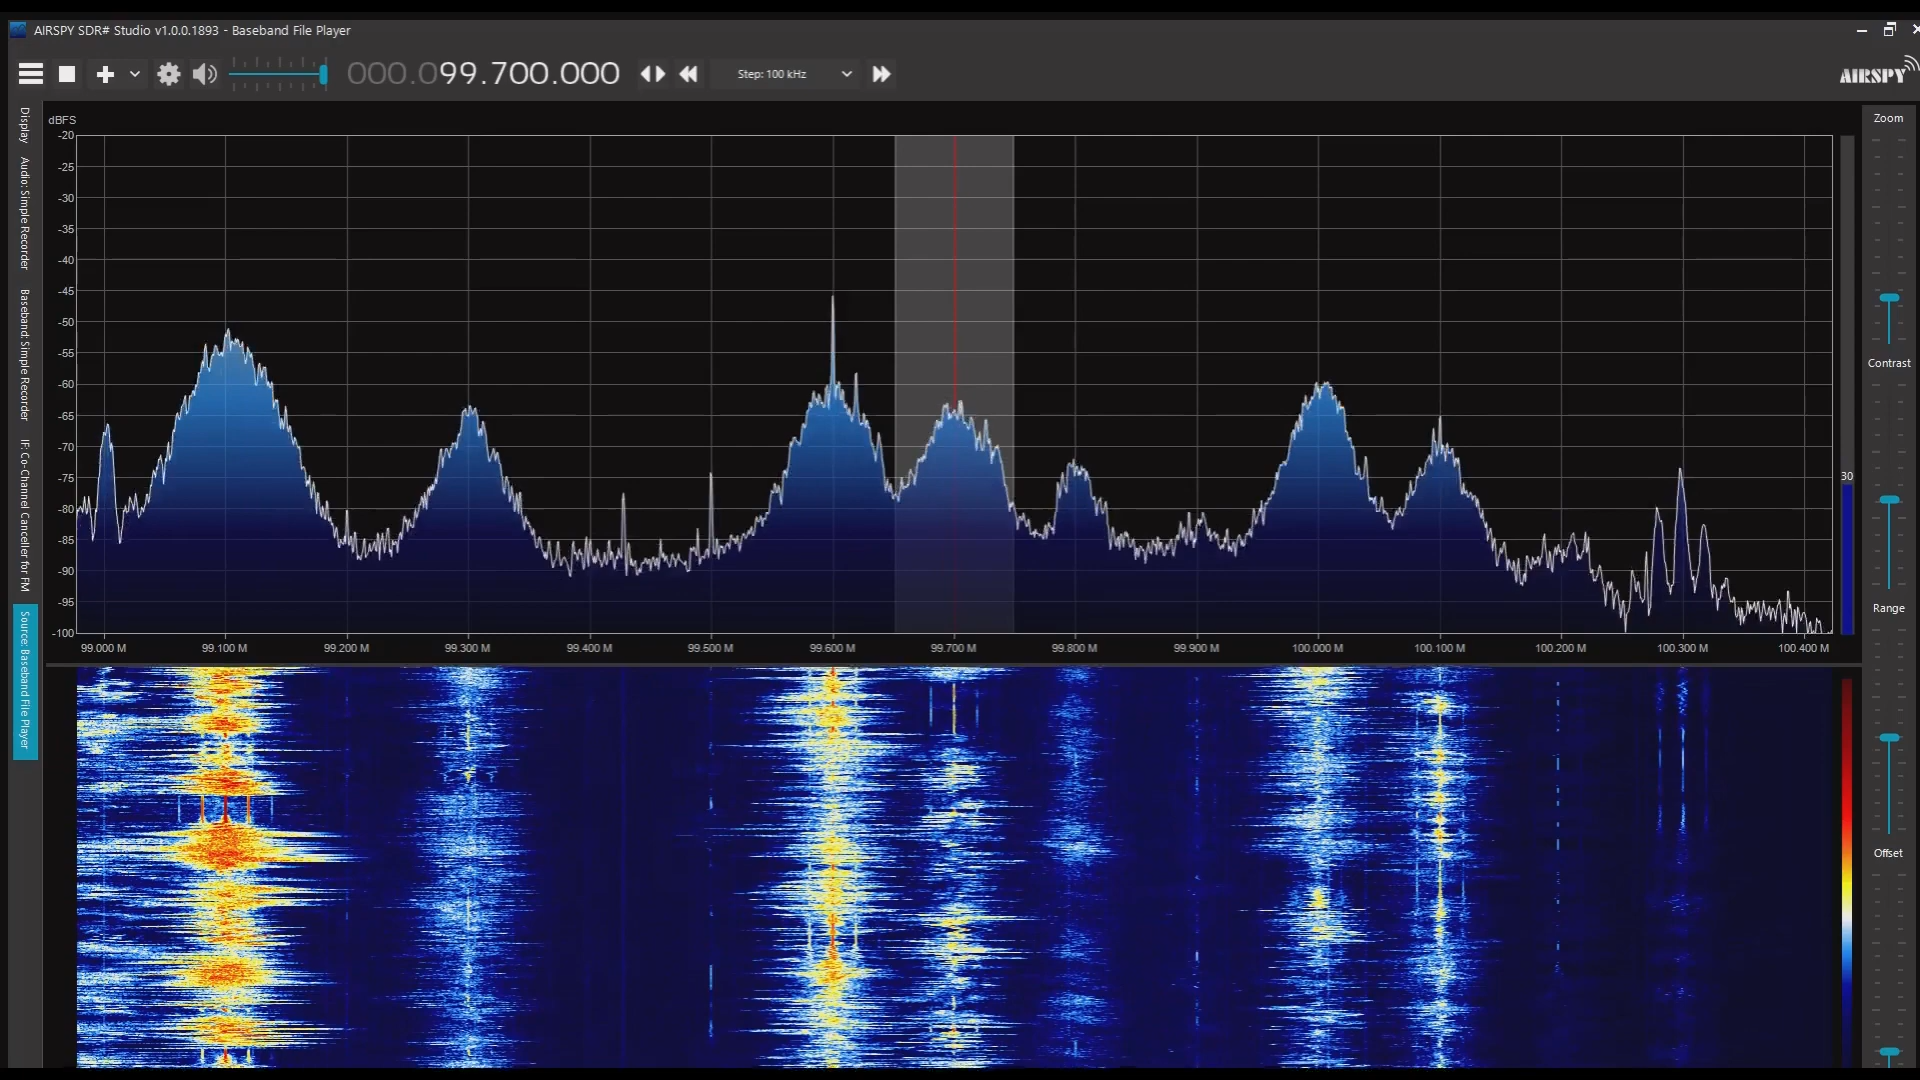 AIRSPY SDR# Studio v1.0.0.1893 - Baseband File Player
000.099.700.000
Step: 100 kHz
AIRSPY
Display
Audio: Simple Recorder
Baseband: Simple Recorder
IF Co-Channel Canceller for FM
Source: Baseband File Player
dBFS
-20
-25
-30
-35
-40
-45
-50
-55
-60
-65
-70
-75
-80
-85
-90
-95
-100
99.000 M
99.100 M
99.200 M
99.300 M
99.400 M
99.500 M
99.600 M
99.700 M
99.800 M
99.900 M
100.000 M
100.100 M
100.200 M
100.300 M
100.400 M
30
Zoom
Contrast
Range
Offset